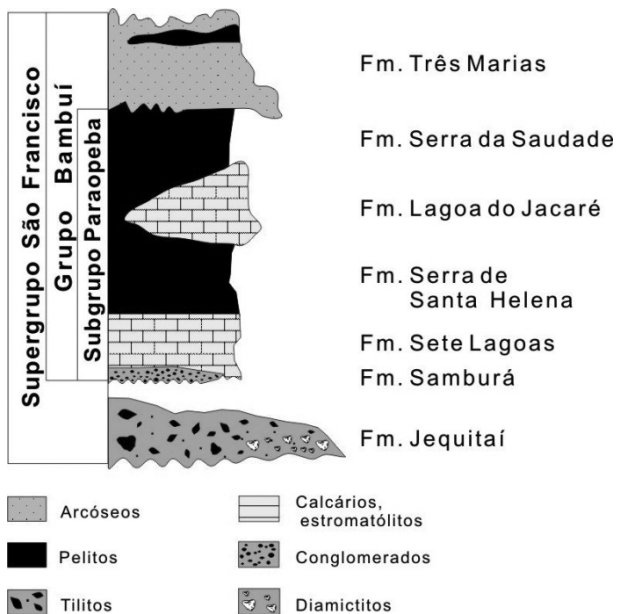 Supergrupo São Francisco
Grupo Bambuí
Subgrupo Paraopeba
Fm. Três Marias
Fm. Serra da Saudade
Fm. Lagoa do Jacaré
Fm. Serra de
Santa Helena
Fm. Sete Lagoas
Fm. Samburá
Fm. Jequitaí
Arcóseos
Calcários,
estromatólitos
Pelitos
Conglomerados
Tilitos
Diamictitos